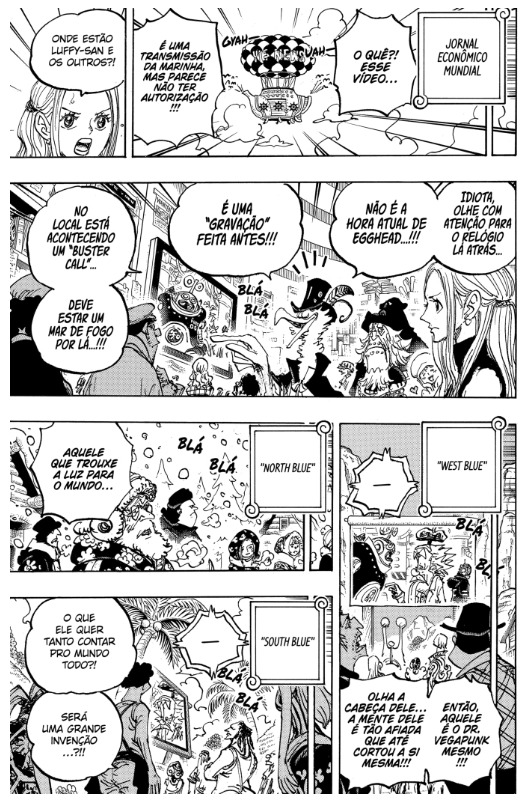 JORNAL
ECONÔMICO
MUNDIAL
O QUÊ?!
ESSE
VÍDEO...
GYAH
UAH
É UMA
TRANSMISSÃO
DA MARINHA,
MAS PARECE
NÃO TER
AUTORIZAÇÃO
!!!
ONDE ESTÃO
LUFFY-SAN E
OS OUTROS?!
IDIOTA,
OLHE COM
ATENÇÃO PARA
O RELÓGIO
LÁ ATRÁS...
NÃO É A
HORA ATUAL DE
EGGHEAD...!!!
É UMA
"GRAVAÇÃO"
FEITA ANTES!!!
NO
LOCAL ESTÁ
ACONTECENDO
UM "BUSTER
CALL"...
DEVE
ESTAR UM
MAR DE FOGO
POR LÁ...!!!
BLÁ
BLÁ
"WEST BLUE"
—
BLÁ
BLÁ
ENTÃO,
AQUELE
É O DR.
VEGAPUNK
MESMO
!!!
OLHA A
CABEÇA DELE...
A MENTE DELE
É TÃO AFIADA
QUE ATÉ
CORTOU A SI
MESMA!!!
"NORTH BLUE"
BLÁ
BLÁ
AQUELE
QUE TROUXE
A LUZ PARA
O MUNDO...
"SOUTH BLUE"
—
BLÁ
BLÁ
O QUE
ELE QUER
TANTO CONTAR
PRO MUNDO
TODO?!
SERÁ
UMA GRANDE
INVENÇÃO
...?!!